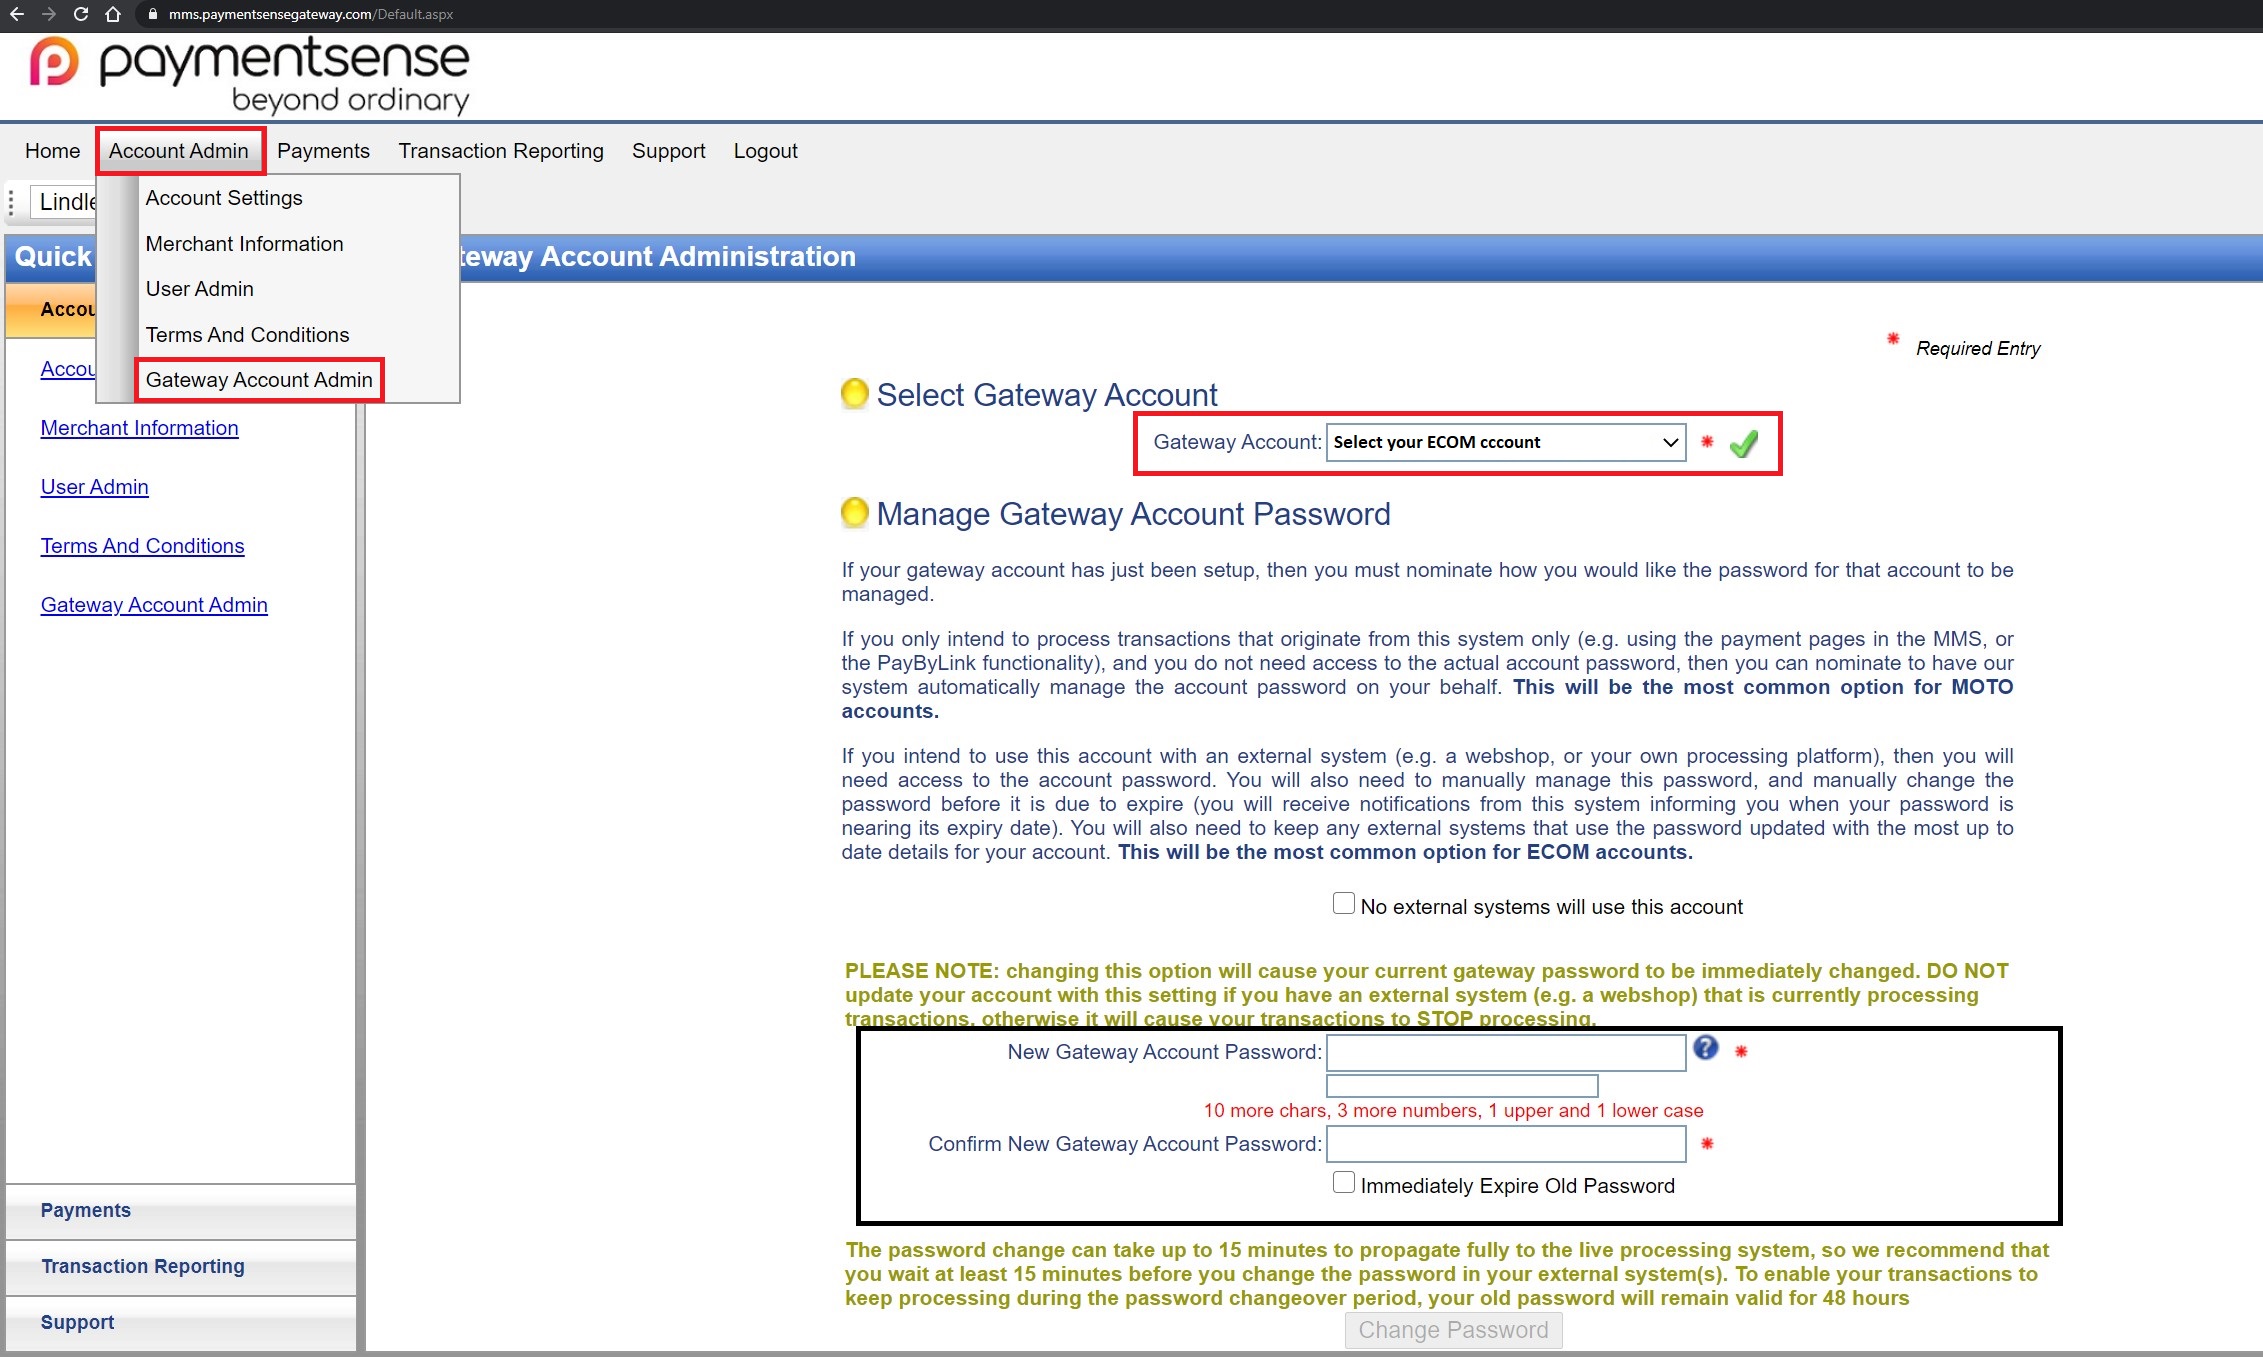 mms.paymentsensegateway.com/Default.aspx
paymentsense
beyond ordinary
Home Account Admin Payments Transaction Reporting Support Logout
Account Settings
Lindle
Merchant Information
Quick
teway Account Administration
User Admin
Accou
Terms And Conditions
Required Entry
Accou
Gateway Account Admin
Select Gateway Account
Merchant Information
Gateway Account: Select your ECOM cccount *
User Admin
Manage Gateway Account Password
Terms And Conditions
If your gateway account has just been setup, then you must nominate how you would like the password for that account to be
managed.
Gateway Account Admin
If you only intend to process transactions that originate from this system only (e.g. using the payment pages in the MMS, or
the PayByLink functionality), and you do not need access to the actual account password, then you can nominate to have our
system automatically manage the account password on your behalf. This will be the most common option for MOTO
accounts.
If you intend to use this account with an external system (e.g. a webshop, or your own processing platform), then you will
need access to the account password. You will also need to manually manage this password, and manually change the
password before it is due to expire (you will receive notifications from this system informing you when your password is
nearing its expiry date). You will also need to keep any external systems that use the password updated with the most up to
date details for your account. This will be the most common option for ECOM accounts.
No external systems will use this account
PLEASE NOTE: changing this option will cause your current gateway password to be immediately changed. DO NOT
update your account with this setting if you have an external system (e.g. a webshop) that is currently processing
transactions, otherwise it will cause your transactions to STOP processing.
New Gateway Account Password: ? *
10 more chars, 3 more numbers, 1 upper and 1 lower case
Confirm New Gateway Account Password: *
Immediately Expire Old Password
Payments
The password change can take up to 15 minutes to propagate fully to the live processing system, so we recommend that
you wait at least 15 minutes before you change the password in your external system(s). To enable your transactions to
keep processing during the password changeover period, your old password will remain valid for 48 hours
Transaction Reporting
Support
Change Password